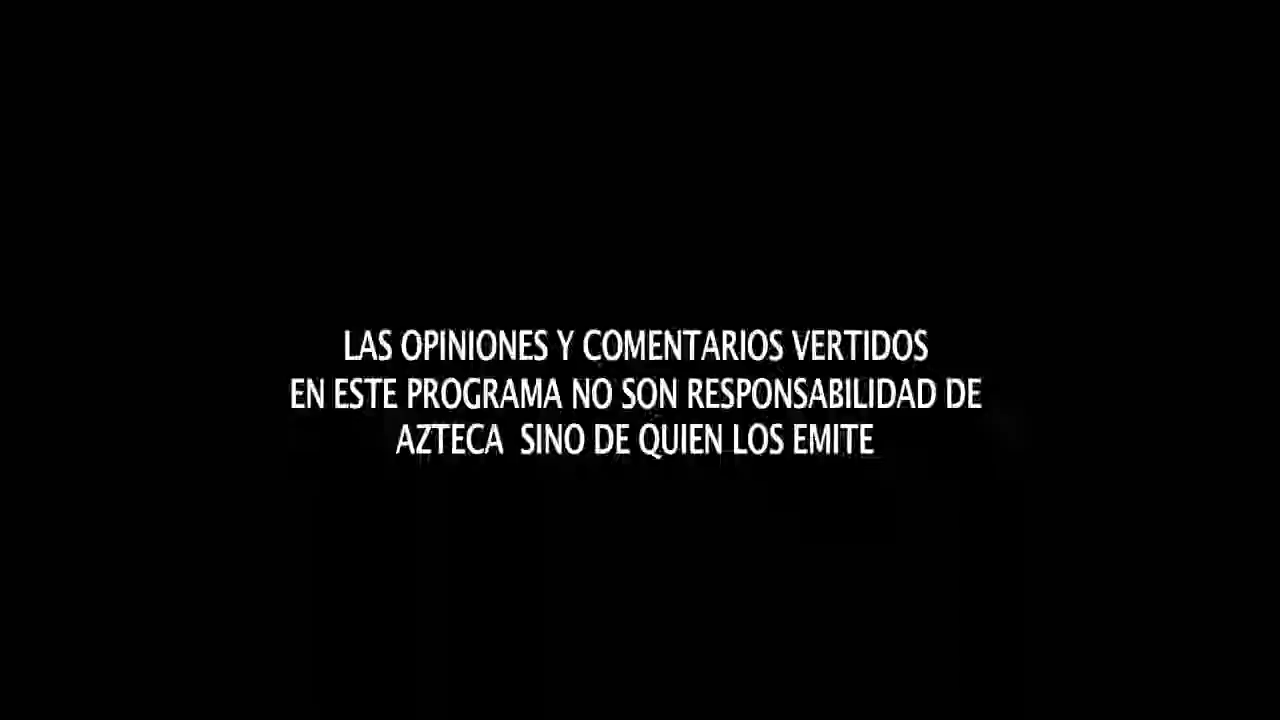 LAS OPINIONES Y COMENTARIOS VERTIDOS
EN ESTE PROGRAMA NO SON RESPONSABILIDAD DE
AZTECA  SINO DE QUIEN LOS EMITE